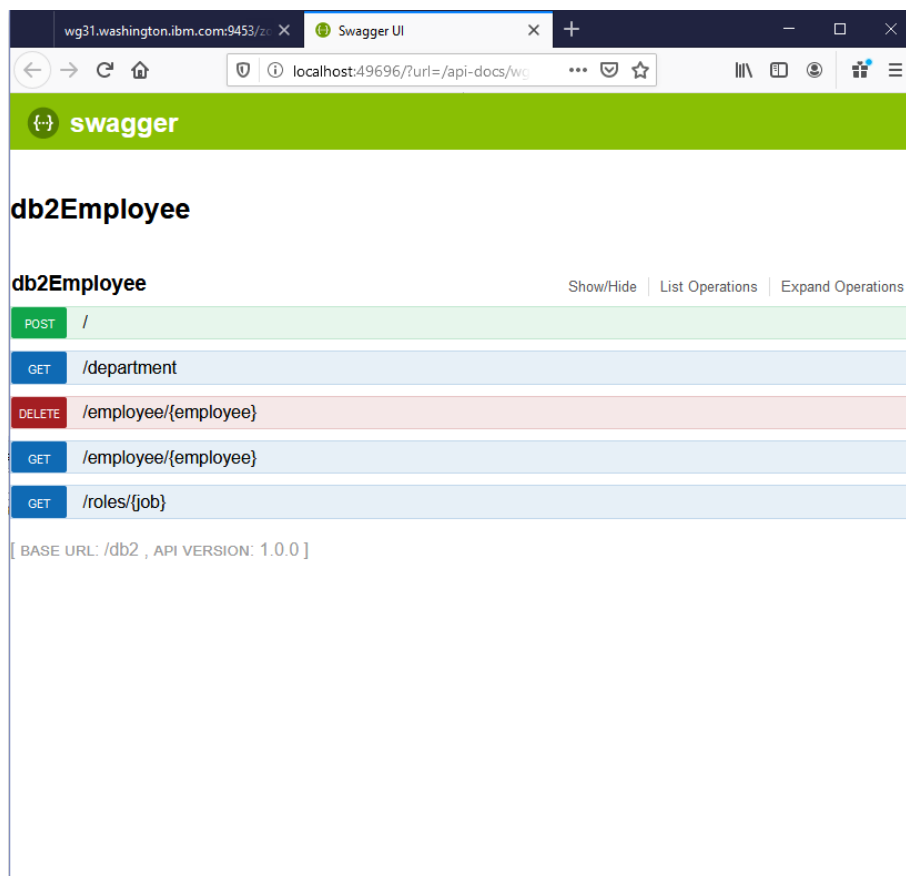 wg31.washington.ibm.com:9453/zc
Swagger UI
localhost:49696/?url=/api-docs/wg
swagger
db2Employee
db2Employee Show/Hide List Operations Expand Operations
POST /
GET /department
DELETE /employee/{employee}
GET /employee/{employee}
GET /roles/{job}
[ BASE URL: /db2 , API VERSION: 1.0.0 ]